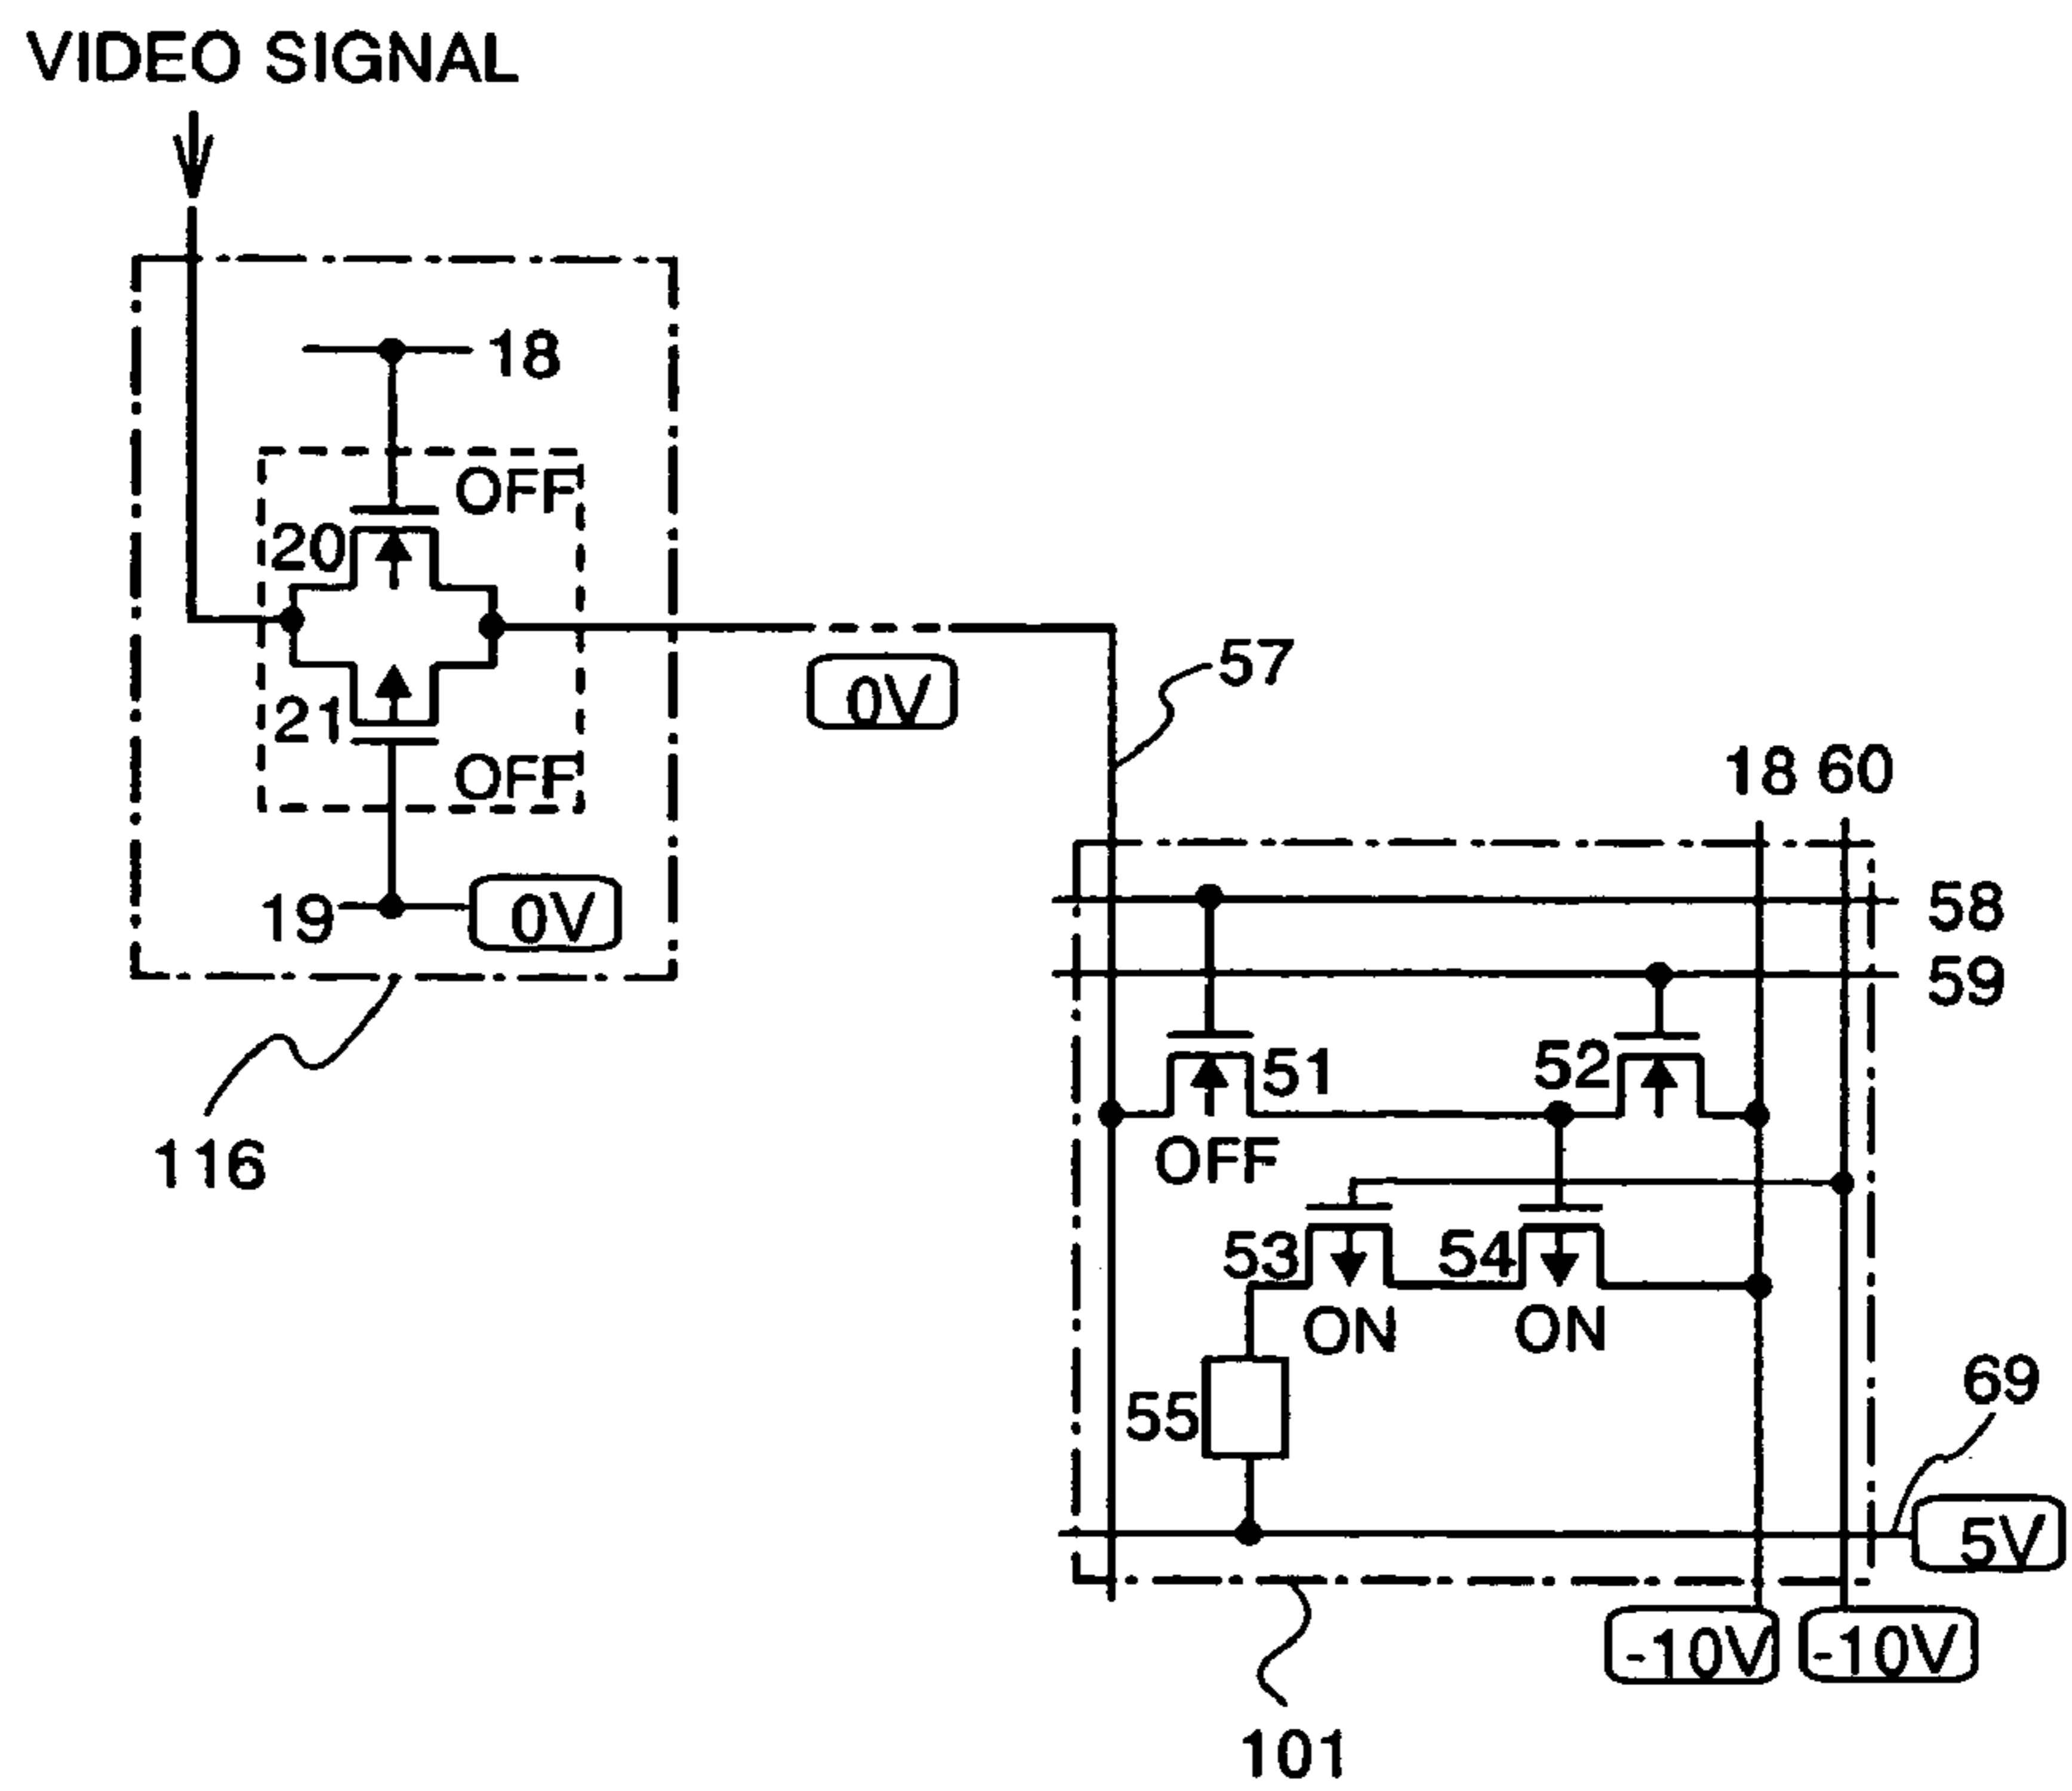 VIDEO SIGNAL
18
OFF
20
21
OFF
19
0V
116
0V
57
18 60
58
59
51
52
OFF
53
54
ON
ON
55
69
5V
-10V
-10V
101